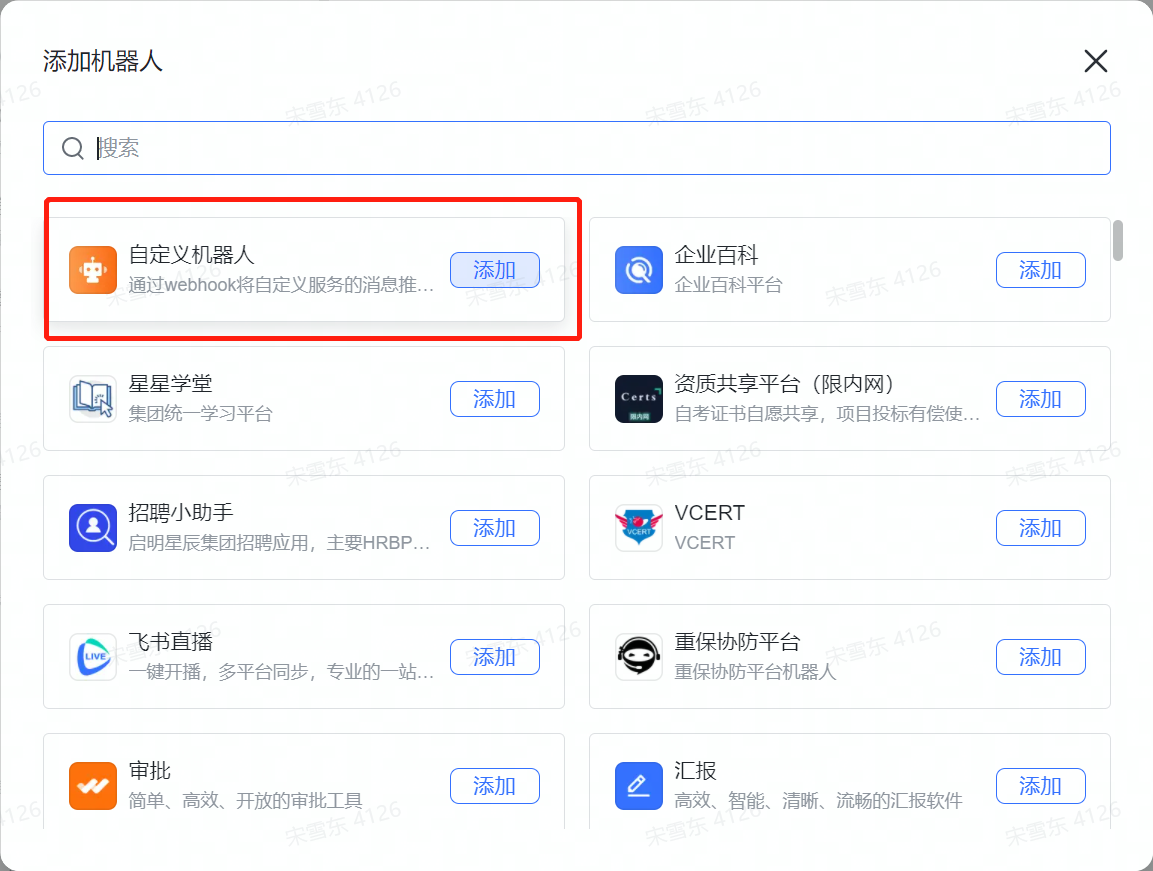 添加机器人
搜索
自定义机器人
通过webhook将自定义服务的消息推...
添加
企业百科
企业百科平台
添加
星星学堂
集团统一学习平台
添加
Certs
限内网
资质共享平台（限内网）
自考证书自愿共享，项目投标有偿使...
添加
招聘小助手
启明星辰集团招聘应用，主要HRBP...
添加
VCERT
VCERT
VCERT
添加
LIVE
飞书直播
一键开播，多平台同步，专业的一站...
添加
重保协防平台
重保协防平台机器人
添加
审批
简单、高效、开放的审批工具
添加
汇报
高效、智能、清晰、流畅的汇报软件
添加
宋雪东 4126